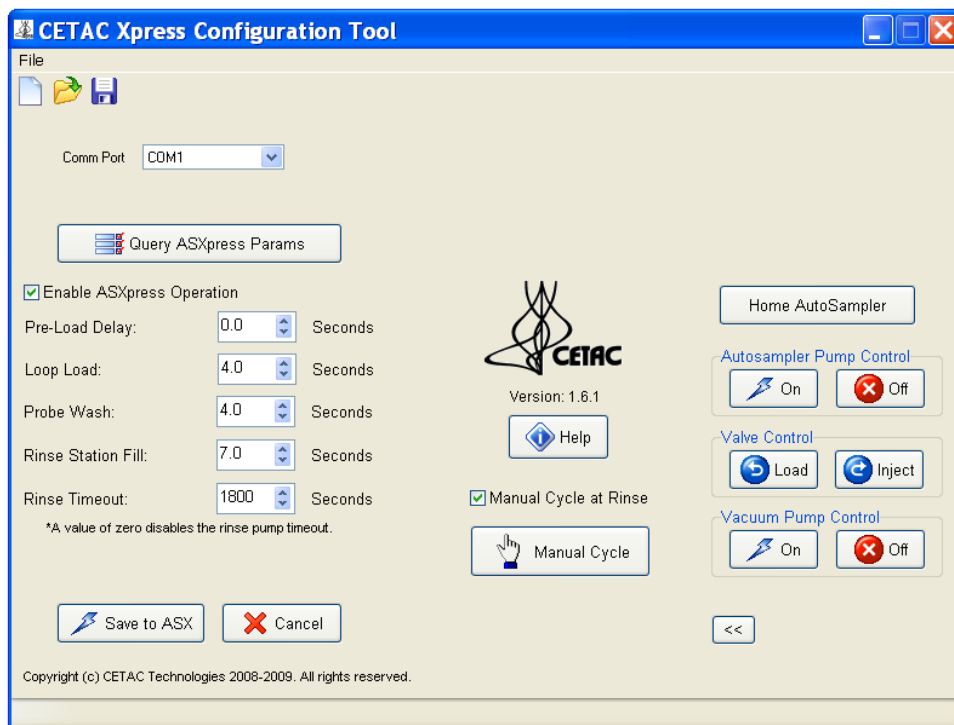 CETAC Xpress Configuration Tool
File
Comm Port COM1
Query ASXpress Params
Enable ASXpress Operation
Pre-Load Delay: 0.0 Seconds
Loop Load: 4.0 Seconds
Probe Wash: 4.0 Seconds
Rinse Station Fill: 7.0 Seconds
Rinse Timeout: 1800 Seconds
*A value of zero disables the rinse pump timeout.
Save to ASX Cancel
CETAC
Version: 1.6.1
Help
Manual Cycle at Rinse
Manual Cycle
Home AutoSampler
Autosampler Pump Control
On Off
Valve Control
Load Inject
Vacuum Pump Control
On Off
<<
Copyright (c) CETAC Technologies 2008-2009. All rights reserved.